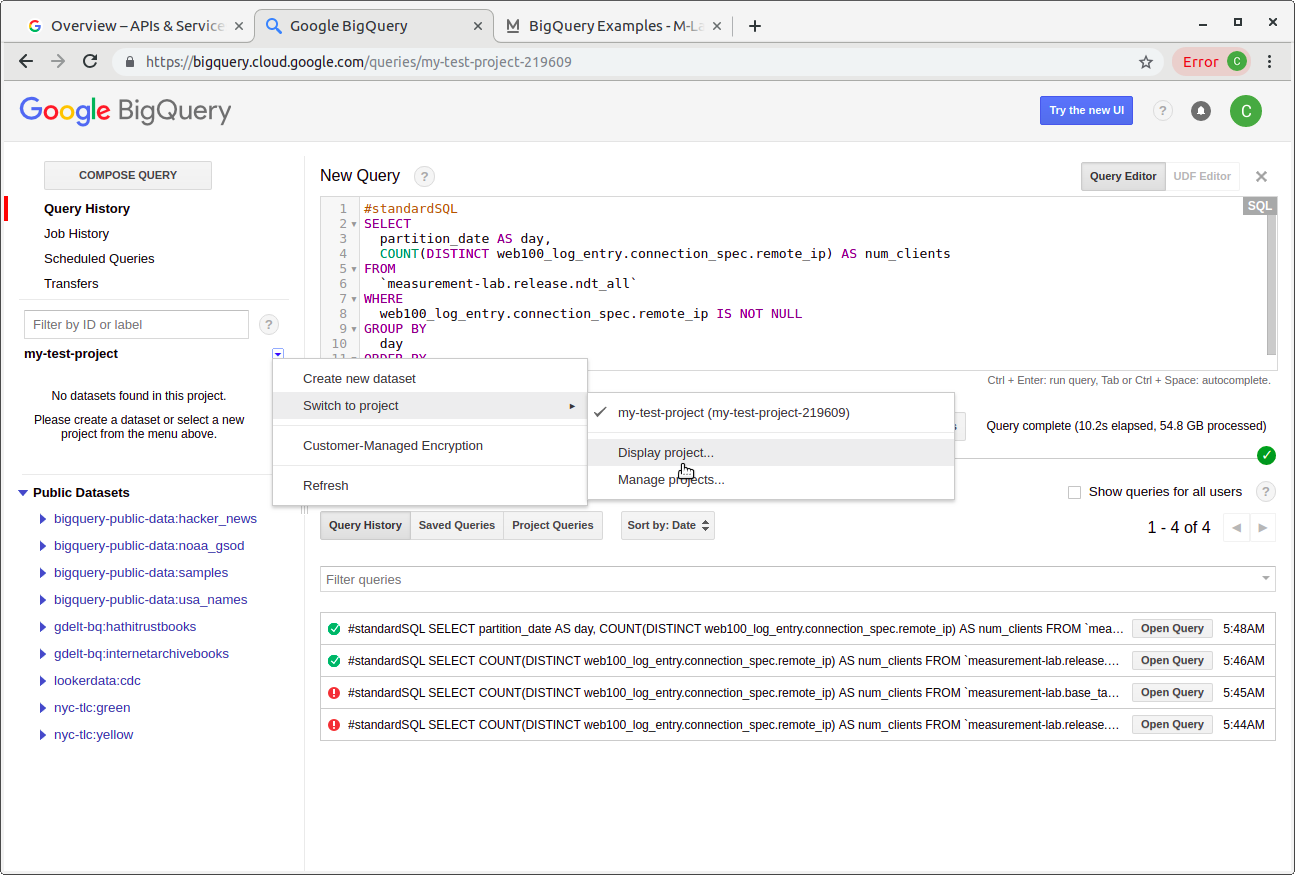 Overview – APIs & Service
Google BigQuery
BigQuery Examples - M-La
https://bigquery.cloud.google.com/queries/my-test-project-219609
Error
C
Google BigQuery
Try the new UI
?
C
COMPOSE QUERY
Query History
Job History
Scheduled Queries
Transfers
Filter by ID or label
?
my-test-project
No datasets found in this project.
Please create a dataset or select a new
project from the menu above.
Public Datasets
bigquery-public-data:hacker_news
bigquery-public-data:noaa_gsod
bigquery-public-data:samples
bigquery-public-data:usa_names
gdelt-bq:hathitrustbooks
gdelt-bq:internetarchivebooks
lookerdata:cdc
nyc-tlc:green
nyc-tlc:yellow
New Query
?
Query Editor
UDF Editor
SQL
1 #standardSQL
2 SELECT
3 partition_date AS day,
4 COUNT(DISTINCT web100_log_entry.connection_spec.remote_ip) AS num_clients
5 FROM
6 `measurement-lab.release.ndt_all`
7 WHERE
8 web100_log_entry.connection_spec.remote_ip IS NOT NULL
9 GROUP BY
10 day
11 ORDER BY
Ctrl + Enter: run query, Tab or Ctrl + Space: autocomplete.
Create new dataset
Switch to project
Customer-Managed Encryption
Refresh
my-test-project (my-test-project-219609)
Display project...
Manage projects...
Query complete (10.2s elapsed, 54.8 GB processed)
Show queries for all users
?
Query History
Saved Queries
Project Queries
Sort by: Date
1 - 4 of 4
Filter queries
#standardSQL SELECT partition_date AS day, COUNT(DISTINCT web100_log_entry.connection_spec.remote_ip) AS num_clients FROM `mea… Open Query 5:48AM
#standardSQL SELECT COUNT(DISTINCT web100_log_entry.connection_spec.remote_ip) AS num_clients FROM `measurement-lab.release.… Open Query 5:46AM
#standardSQL SELECT COUNT(DISTINCT web100_log_entry.connection_spec.remote_ip) AS num_clients FROM `measurement-lab.base_ta… Open Query 5:45AM
#standardSQL SELECT COUNT(DISTINCT web100_log_entry.connection_spec.remote_ip) AS num_clients FROM `measurement-lab.release.… Open Query 5:44AM